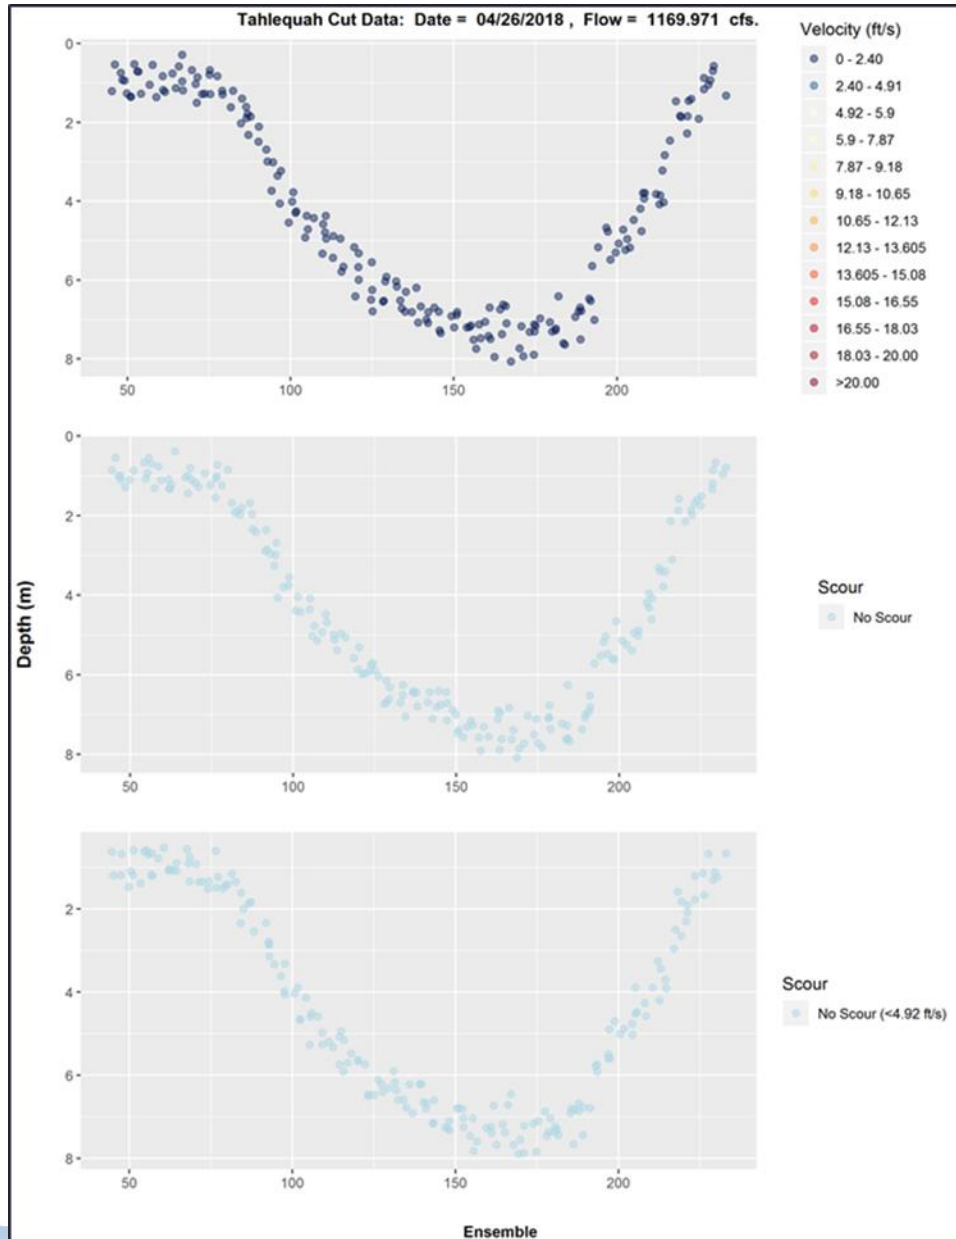 Tahlequah Cut Data: Date = 04/26/2018 , Flow = 1169.971 cfs.
Velocity (ft/s)
0 - 2.40
2.40 - 4.91
4.92 - 5.9
5.9 - 7.87
7.87 - 9.18
9.18 - 10.65
10.65 - 12.13
12.13 - 13.605
13.605 - 15.08
15.08 - 16.55
16.55 - 18.03
18.03 - 20.00
>20.00
0
2
4
6
8
50 100 150 200
Depth (m)
0
2
4
6
8
50 100 150 200
Scour
No Scour
2
4
6
8
50 100 150 200
Scour
No Scour (<4.92 ft/s)
Ensemble